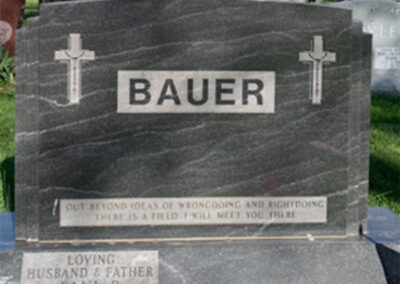 BAUER
OUT BEYOND IDEAS OF WRONGDOING AND RIGHTDOING
THERE IS A FIELD. I WILL MEET YOU THERE
LOVING
HUSBAND & FATHER